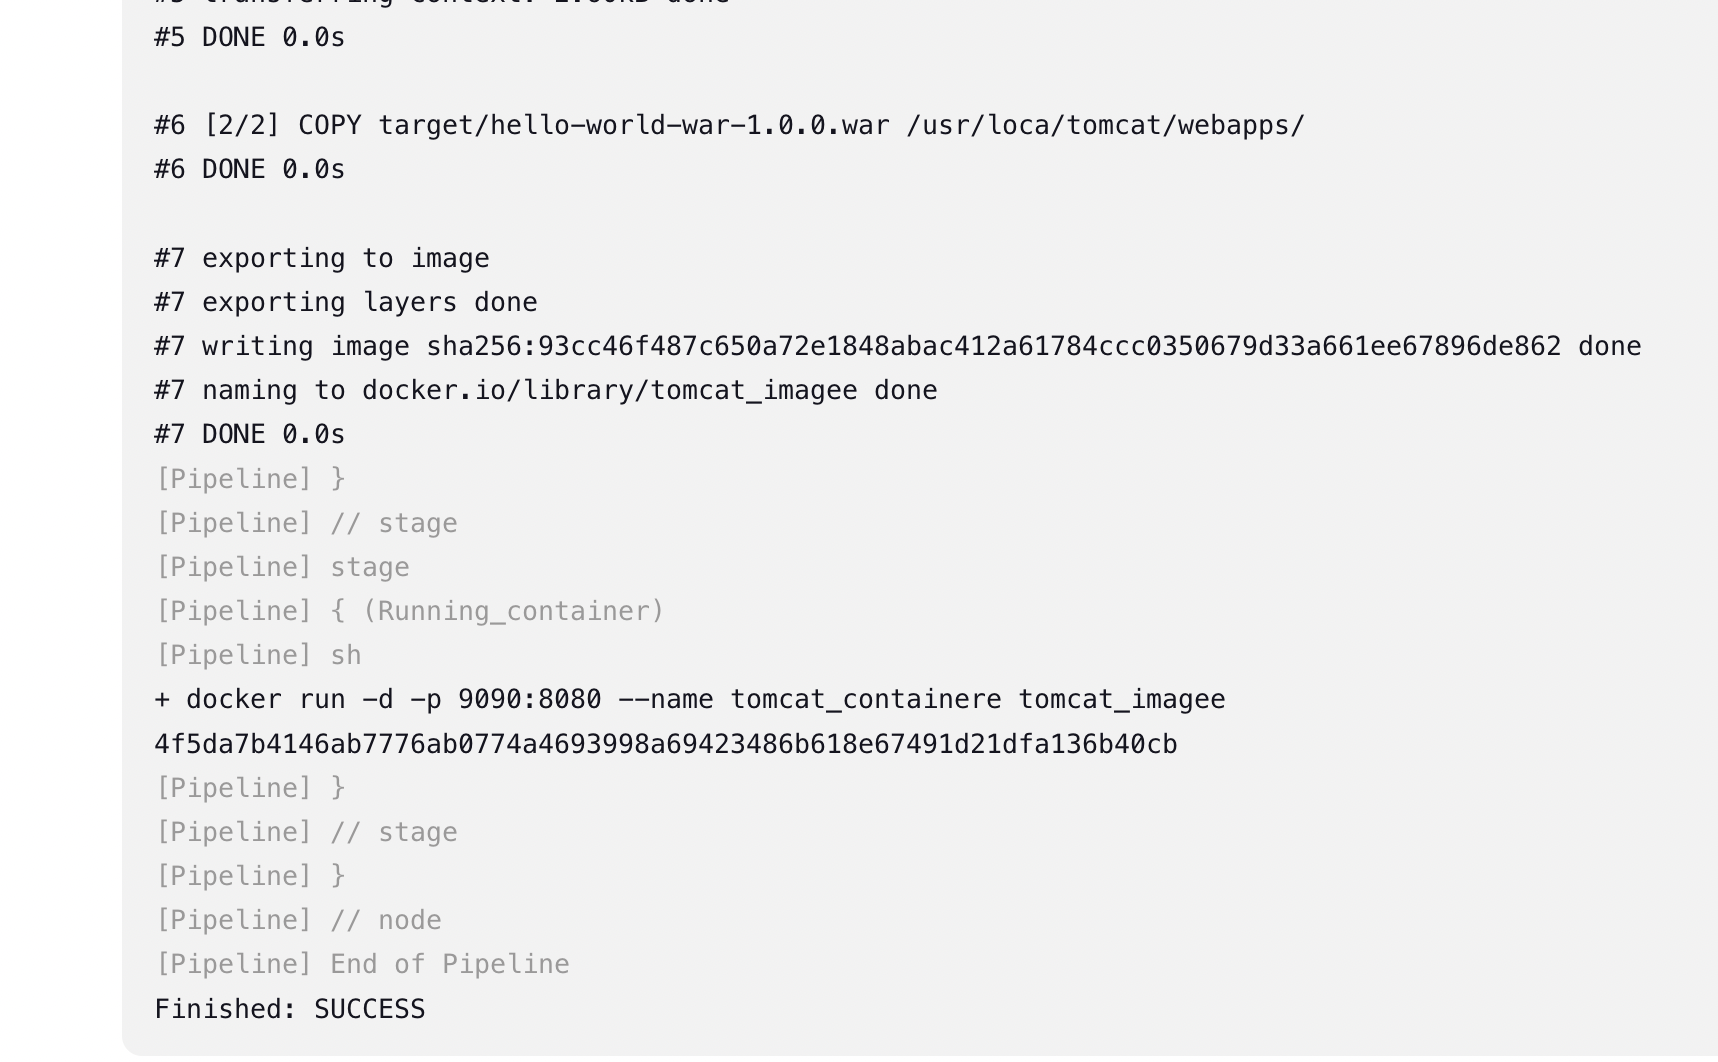 #5 DONE 0.0s
#6 [2/2] COPY target/hello-world-war-1.0.0.war /usr/loca/tomcat/webapps/
#6 DONE 0.0s
#7 exporting to image
#7 exporting layers done
#7 writing image sha256:93cc46f487c650a72e1848abac412a61784ccc0350679d33a661ee67896de862 done
#7 naming to docker.io/library/tomcat_imagee done
#7 DONE 0.0s
[Pipeline] }
[Pipeline] // stage
[Pipeline] stage
[Pipeline] { (Running_container)
[Pipeline] sh
+ docker run -d -p 9090:8080 --name tomcat_containere tomcat_imagee
4f5da7b4146ab7776ab0774a4693998a69423486b618e67491d21dfa136b40cb
[Pipeline] }
[Pipeline] // stage
[Pipeline] }
[Pipeline] // node
[Pipeline] End of Pipeline
Finished: SUCCESS